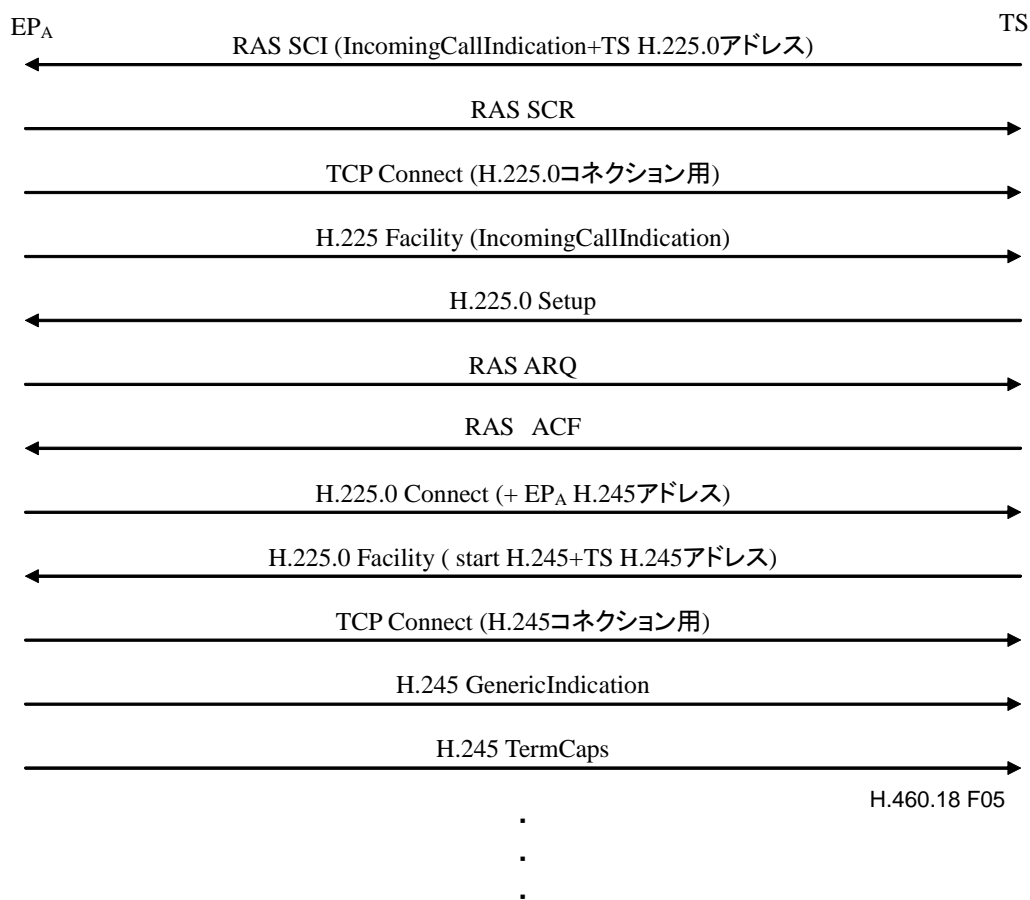 EPA
TS
RAS SCI (IncomingCallIndication+TS H.225.0アドレス)
RAS SCR
TCP Connect (H.225.0コネクション用)
H.225 Facility (IncomingCallIndication)
H.225.0 Setup
RAS ARQ
RAS ACF
H.225.0 Connect (+ EPA H.245アドレス)
H.225.0 Facility ( start H.245+TS H.245アドレス)
TCP Connect (H.245コネクション用)
H.245 GenericIndication
H.245 TermCaps
H.460.18 F05